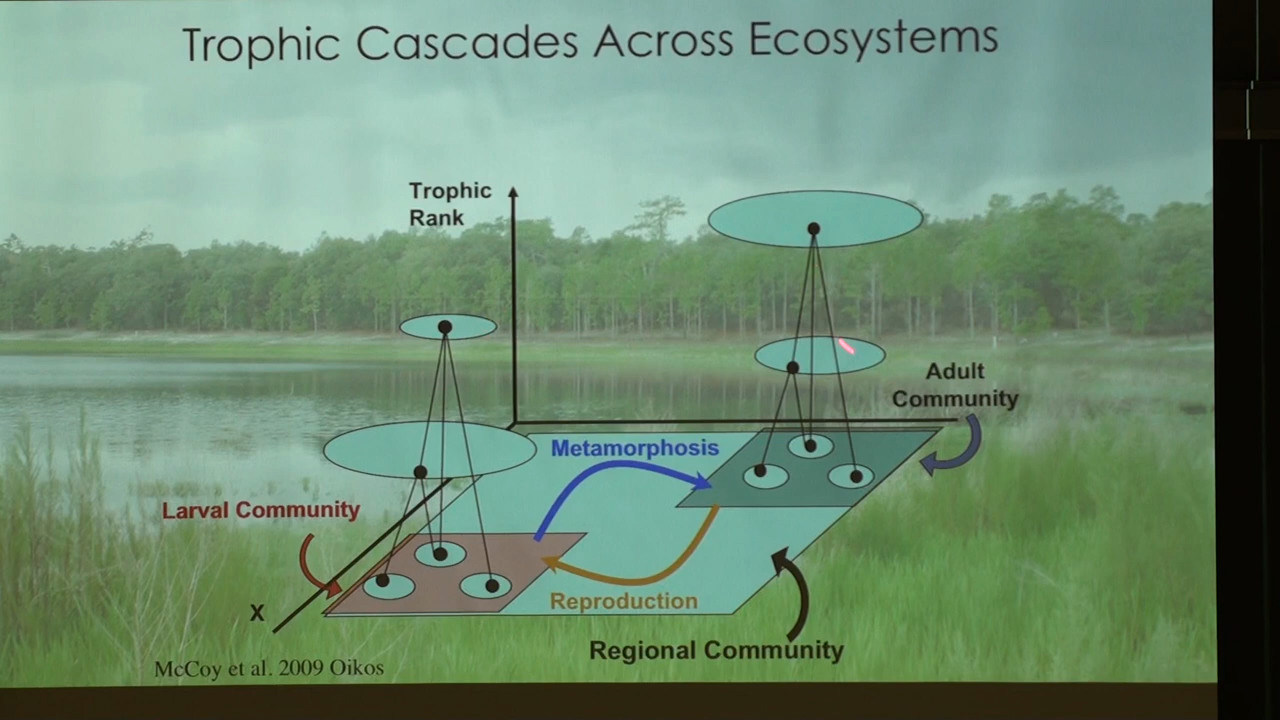 Trophic Cascades Across Ecosystems
Trophic
Rank
Adult
Community
Metamorphosis
Larval Community
X
Reproduction
Regional Community
McCoy et al. 2009 Oikos